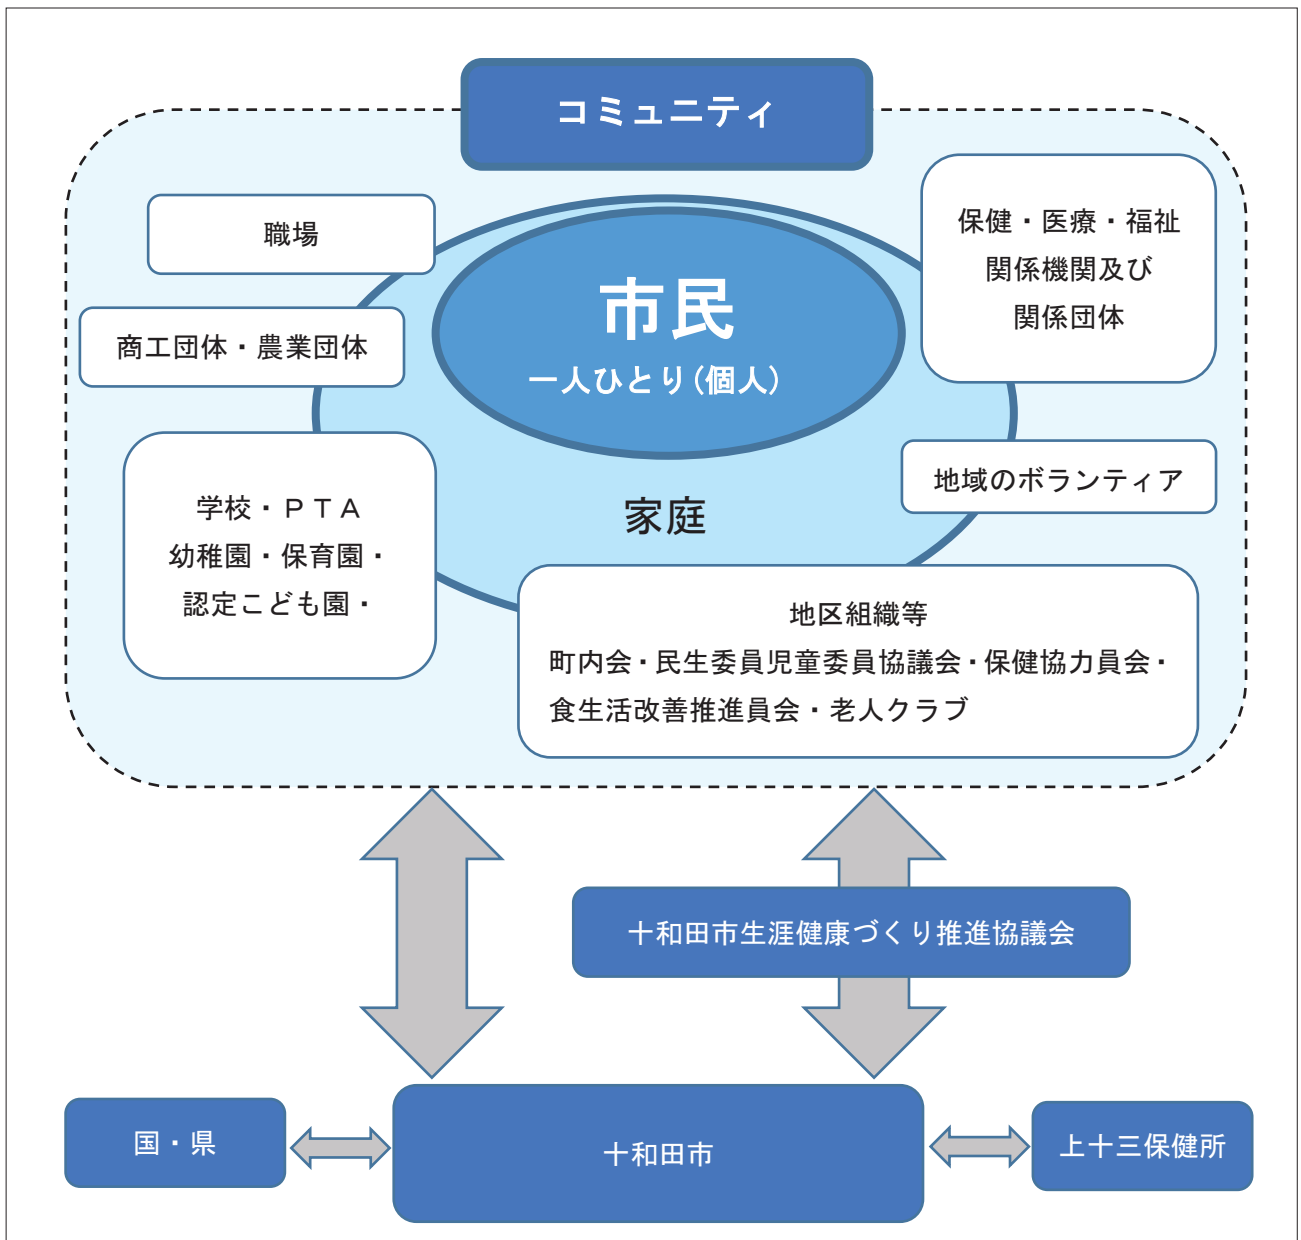 コミュニティ
職場
商工団体・農業団体
学校・ＰＴＡ
幼稚園・保育園・
認定こども園・
市民
一人ひとり(個人)
家庭
保健・医療・福祉
関係機関及び
関係団体
地域のボランティア
地区組織等
町内会・民生委員児童委員協議会・保健協力員会・
食生活改善推進員会・老人クラブ
十和田市生涯健康づくり推進協議会
国・県
十和田市
上十三保健所